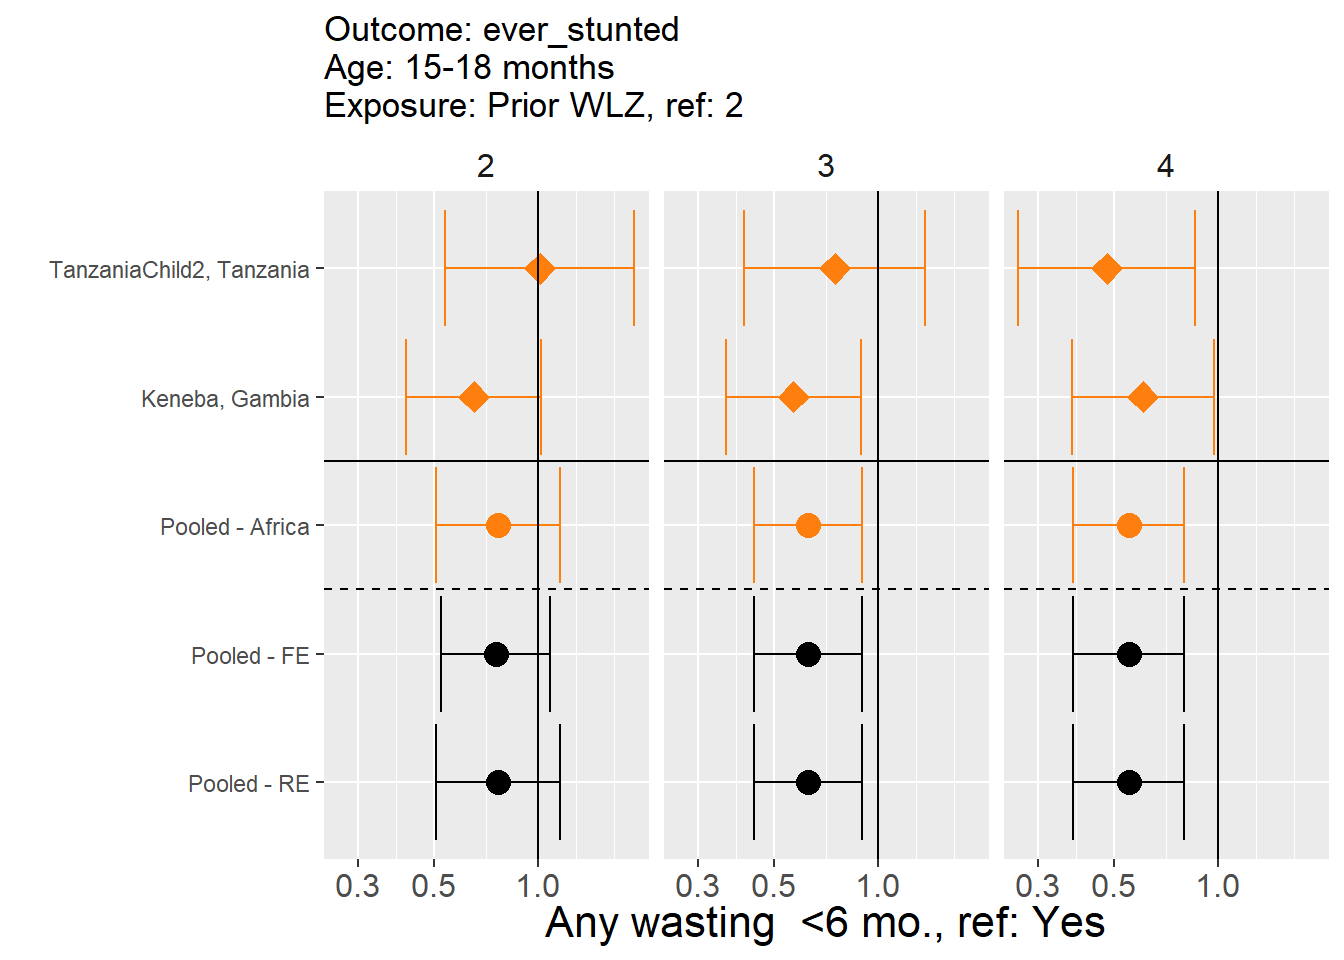 Outcome: ever_stunted
Age: 15-18 months
Exposure: Prior WLZ, ref: 2
2 3 4
TanzaniaChild2, Tanzania
Keneba, Gambia
Pooled - Africa
Pooled - FE
Pooled - RE
0.3 0.5 1.0 0.3 0.5 1.0 0.3 0.5 1.0
Any wasting  <6 mo., ref: Yes